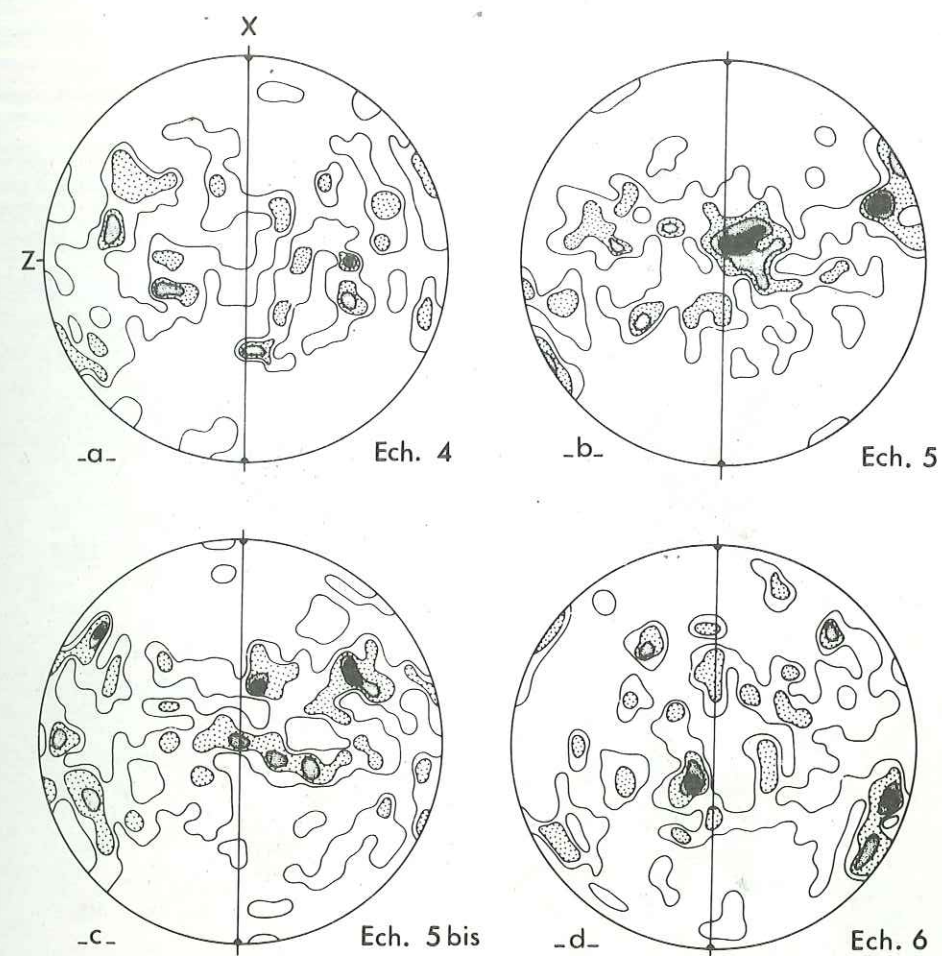 X
Z
-a- Ech. 4
-b- Ech. 5
-c- Ech. 5 bis
-d- Ech. 6